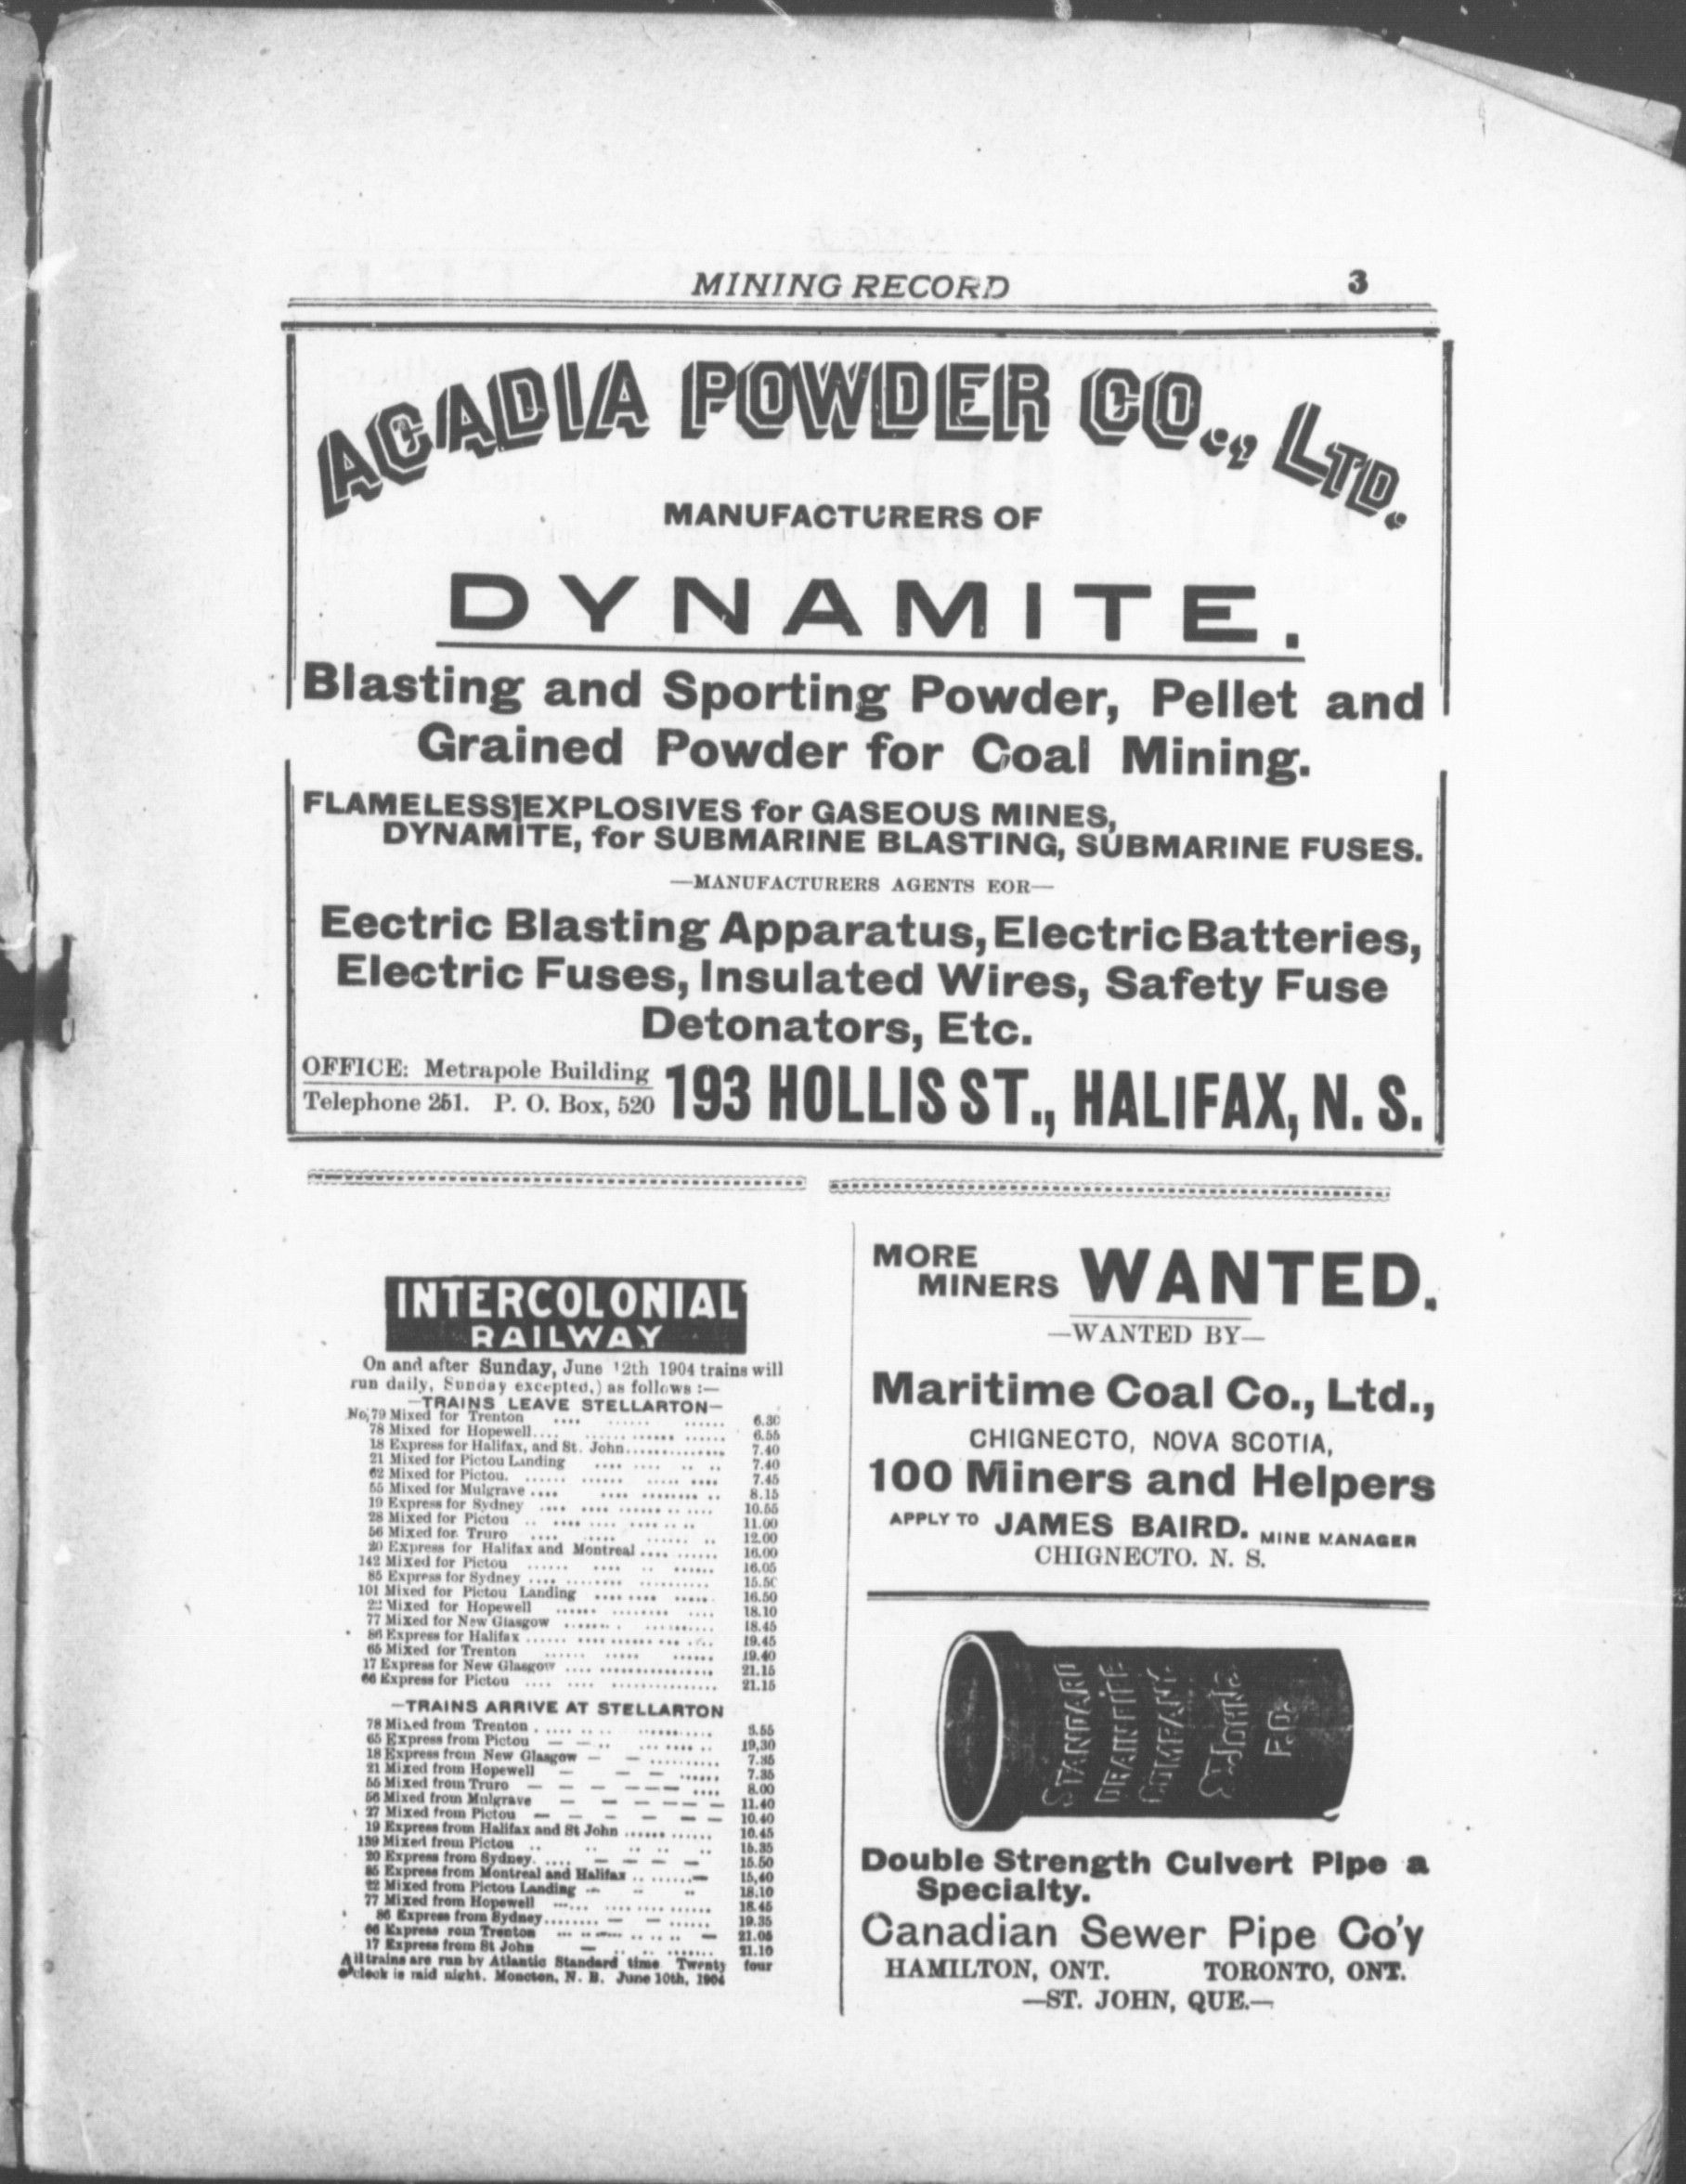 MINING RECORD 3
ACADIA POWDER CO., LTD.
MANUFACTURERS OF
DYNAMITE.
Blasting and Sporting Powder, Pellet and
Grained Powder for Coal Mining.
FLAMELESS EXPLOSIVES for GASEOUS MINES,
DYNAMITE, for SUBMARINE BLASTING, SUBMARINE FUSES.
—MANUFACTURERS AGENTS EOR—
Eectric Blasting Apparatus, Electric Batteries,
Electric Fuses, Insulated Wires, Safety Fuse
Detonators, Etc.
OFFICE: Metrapole Building
Telephone 251. P. O. Box, 520
193 HOLLIS ST., HALIFAX, N. S.
INTERCOLONIAL
RAILWAY
On and after Sunday, June 12th 1904 trains will
run daily, Sunday excepted,) as follows :—
—TRAINS LEAVE STELLARTON—
No, 79 Mixed for Trenton .... ...... ...... 6.30
78 Mixed for Hopewell.... ...... ...... ...... 6.55
18 Express for Halifax, and St. John............... 7.40
21 Mixed for Pictou Landing .... .... .. .. 7.40
62 Mixed for Pictou. ...... ...... ..... .... 7.45
55 Mixed for Mulgrave .... .... ........ .. 8.15
19 Express for Sydney .... .... ...... .. .... 10.55
28 Mixed for Pictou .. .... .... .... .. .. 11.00
56 Mixed for Truro .... ..... ...... .. 12.00
20 Express for Halifax and Montreal .... ...... 16.00
142 Mixed for Pictou ...... .... .. ...... 16.05
85 Express for Sydney .... ........ .......... 15.50
101 Mixed for Pictou Landing .... .... ..... 16.50
22 Mixed for Hopewell ...... ........ .... 18.10
77 Mixed for New Glasgow ...... . .......... 18.45
86 Express for Halifax ...... .... ...... ... .... 19.45
65 Mixed for Trenton ...... ..... ...... 19.40
17 Express for New Glasgow .... ................. 21.15
66 Express for Pictou .... .... ............... 21.15
—TRAINS ARRIVE AT STELLARTON
78 Mixed from Trenton . .... .. .. ........... 
65 Express from Pictou — — .. ... .... .. 19,30
18 Express from New Glasgow — — .......... 7.35
21 Mixed from Hopewell — — — ...... 7.35
55 Mixed from Truro — — — — — — .... 8.00
56 Mixed from Mulgrave — — — — — — 11.40
27 Mixed from Pictou — — — — — — 10.40
19 Express from Halifax and St John ...... ...... 10.45
139 Mixed from Pictou .. .. .. .. .. 15.35
20 Express from Sydney. .... — — — — 15.50
85 Express from Montreal and Halifax .. ......— 15,40
22 Mixed from Pictou Landing — .. .. 18.10
77 Mixed from Hopewell —... .... .... ...... 18.45
86 Express from Sydney........ — — ...... 19.35
66 Express rom Trenton ... .. —... .. .. .. — 21.05
17 Express from St John — .. .. ....... 21.10
All trains are run by Atlantic Standard time Twenty four
o'clock is mid night. Moncton, N. B. June 10th, 1904
MORE
MINERS WANTED.
—WANTED BY—
Maritime Coal Co., Ltd.,
CHIGNECTO, NOVA SCOTIA,
100 Miners and Helpers
APPLY TO JAMES BAIRD. MINE MANAGER
CHIGNECTO. N. S.
STANDARD
DRAIN PIPE
COMPANY.
St Johns
P.Q.
Double Strength Culvert Pipe a
Specialty.
Canadian Sewer Pipe Co'y
HAMILTON, ONT. TORONTO, ONT.
—ST. JOHN, QUE.—